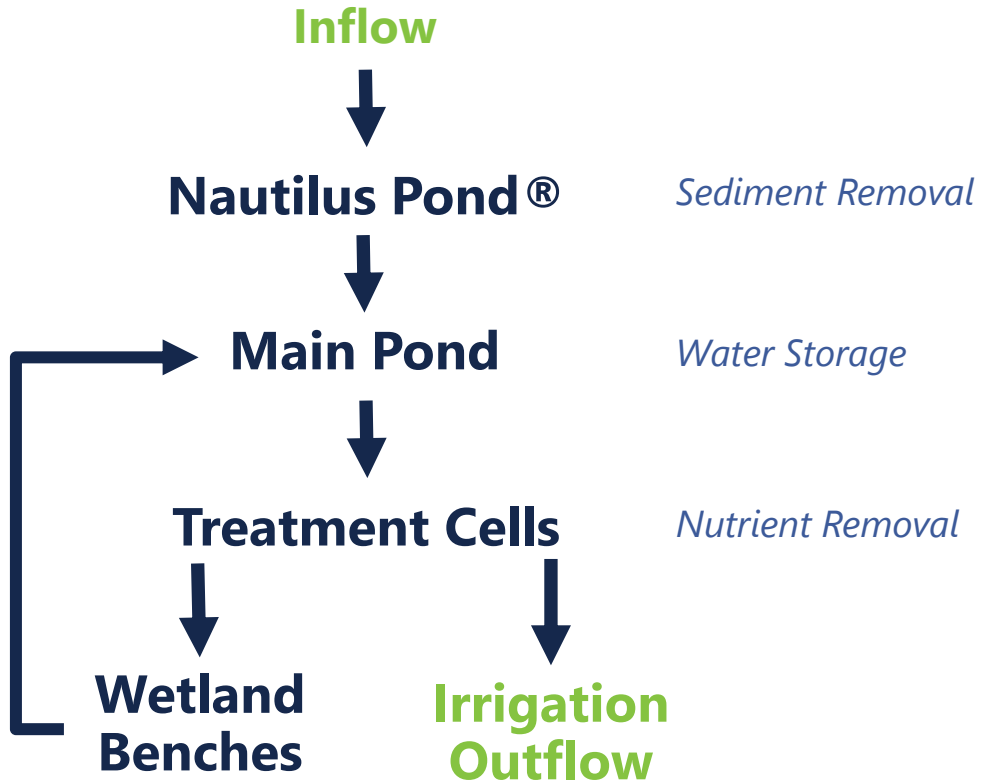 Inflow
Nautilus Pond® Sediment Removal
Main Pond Water Storage
Treatment Cells Nutrient Removal
Wetland
Benches
Irrigation
Outflow